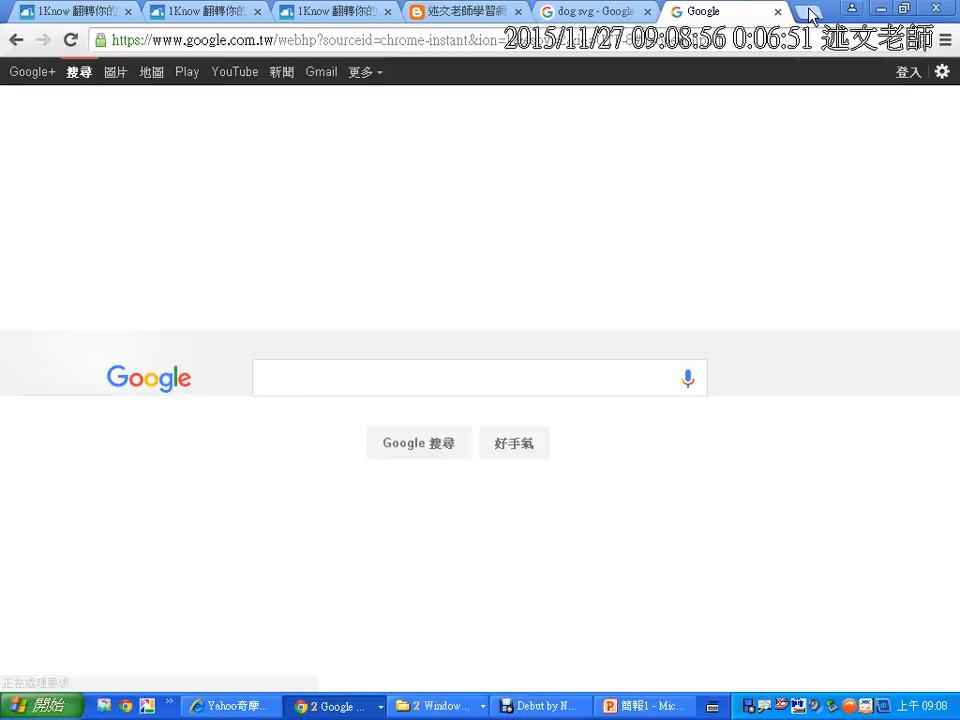 1Know 翻轉你的
1Know 翻轉你的
1Know 翻轉你的
述文老師學習網
dog svg - Google
Google
https://www.google.com.tw/webhp?sourceid=chrome-instant&ion=
2015/11/27 09:08:56 0:06:51 述文老師
Google+ 搜尋 圖片 地圖 Play YouTube 新聞 Gmail 更多
登入
Google
Google 搜尋
好手氣
正在處理要求
開始
Yahoo奇摩...
2 Google ...
2 Window...
Debut by N...
簡報1 - Mic...
上午 09:08